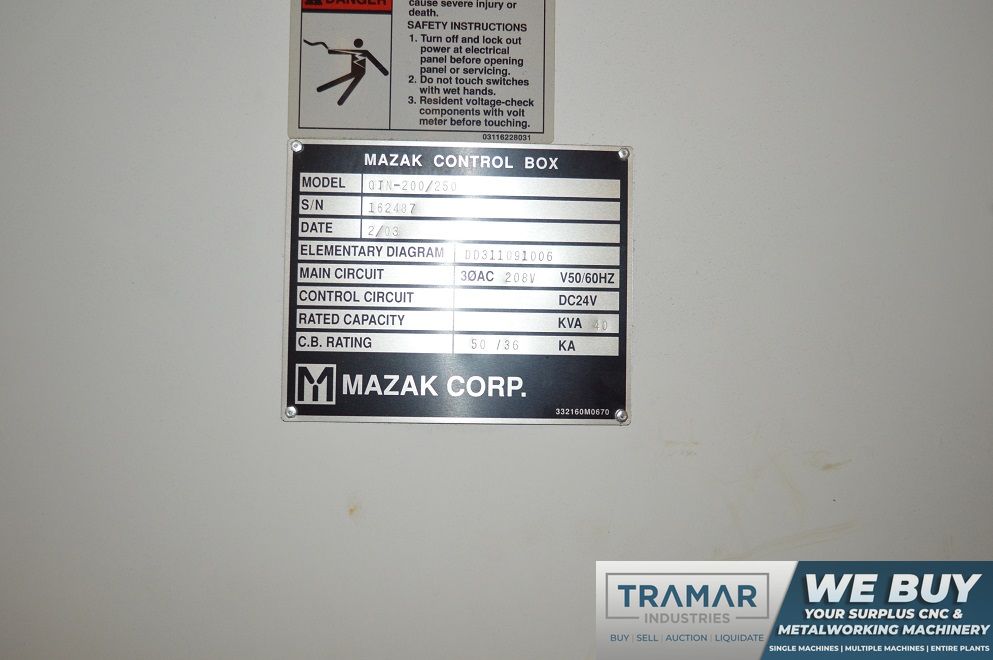 DANGER
cause severe injury or
death.
SAFETY INSTRUCTIONS
1. Turn off and lock out
power at electrical
panel before opening
panel or servicing.
2. Do not touch switches
with wet hands.
3. Resident voltage-check
components with volt
meter before touching.
03116228031
MAZAK CONTROL BOX
MODEL QTN-200/250
S/N 162487
DATE 2/03
ELEMENTARY DIAGRAM DD311091006
MAIN CIRCUIT 3ØAC 208V V50/60HZ
CONTROL CIRCUIT DC24V
RATED CAPACITY KVA 40
C.B. RATING 50 /36 KA
M MAZAK CORP.
332160M0670
TRAMAR
INDUSTRIES
BUY | SELL | AUCTION | LIQUIDATE
WE BUY
YOUR SURPLUS CNC &
METALWORKING MACHINERY
SINGLE MACHINES | MULTIPLE MACHINES | ENTIRE PLANTS